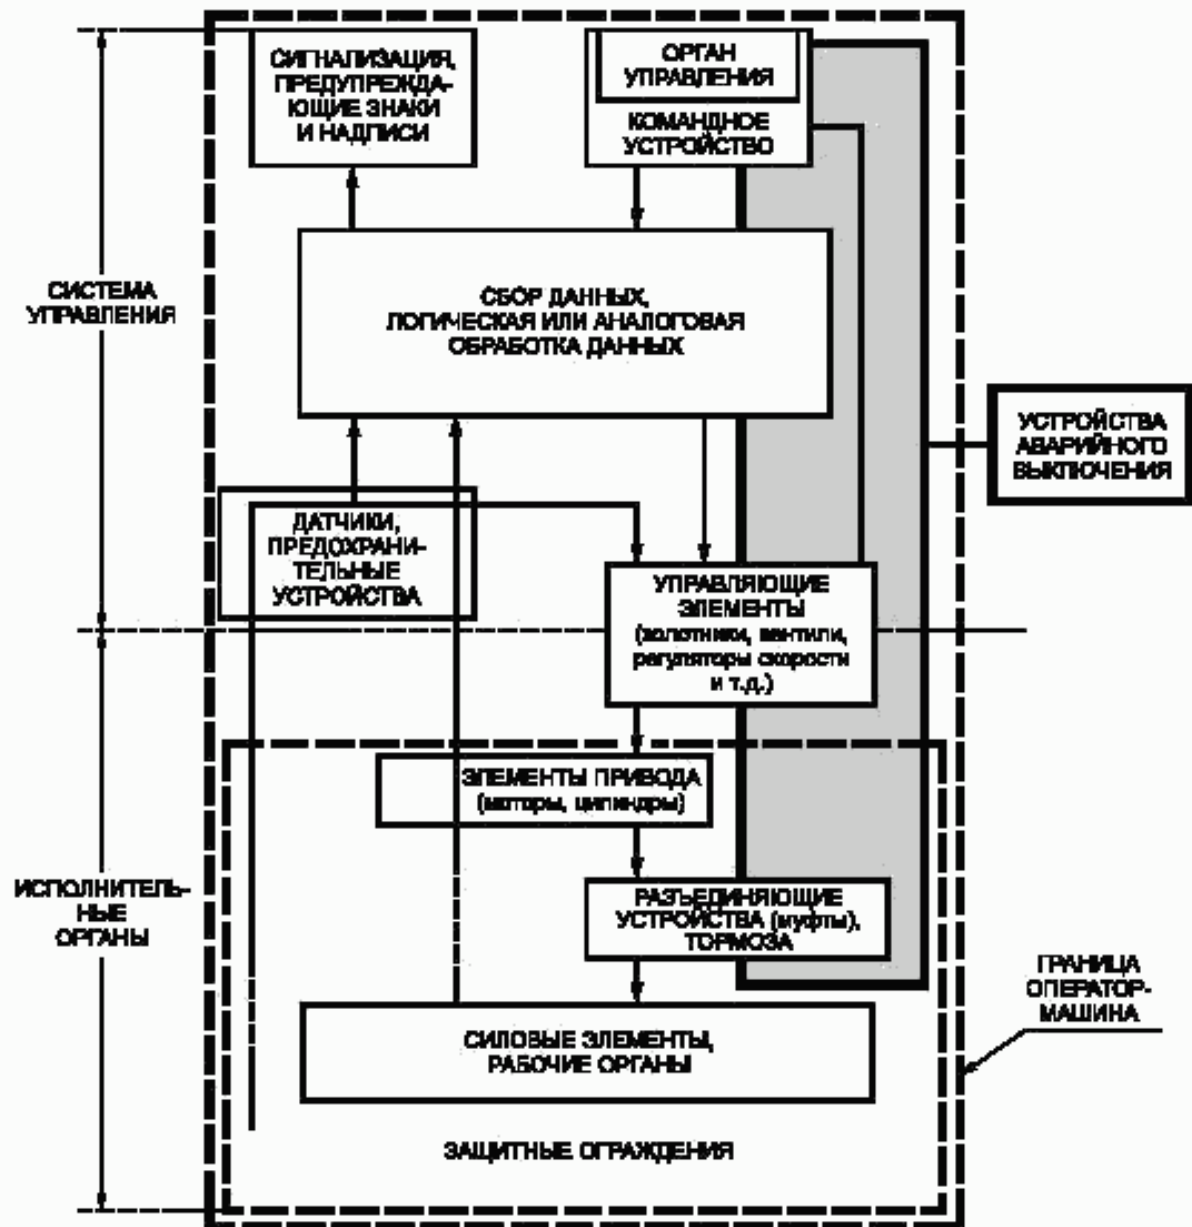 СИГНАЛИЗАЦИЯ,
ПРЕДУПРЕЖДА-
ЮЩИЕ ЗНАКИ
И НАДПИСИ
ОРГАН
УПРАВЛЕНИЯ
КОМАНДНОЕ
УСТРОЙСТВО
СИСТЕМА
УПРАВЛЕНИЯ
СБОР ДАННЫХ,
ЛОГИЧЕСКАЯ ИЛИ АНАЛОГОВАЯ
ОБРАБОТКА ДАННЫХ
УСТРОЙСТВА
АВАРИЙНОГО
ВЫКЛЮЧЕНИЯ
ДАТЧИКИ,
ПРЕДОХРАНИ-
ТЕЛЬНЫЕ
УСТРОЙСТВА
УПРАВЛЯЮЩИЕ
ЭЛЕМЕНТЫ
(золотники, вентили,
регуляторы скорости
и т.д.)
ЭЛЕМЕНТЫ ПРИВОДА
(моторы, цилиндры)
ИСПОЛНИТЕЛЬ-
НЫЕ
ОРГАНЫ
РАЗЪЕДИНЯЮЩИЕ
УСТРОЙСТВА (муфты),
ТОРМОЗА
ГРАНИЦА
ОПЕРАТОР-
МАШИНА
СИЛОВЫЕ ЭЛЕМЕНТЫ,
РАБОЧИЕ ОРГАНЫ
ЗАЩИТНЫЕ ОГРАЖДЕНИЯ